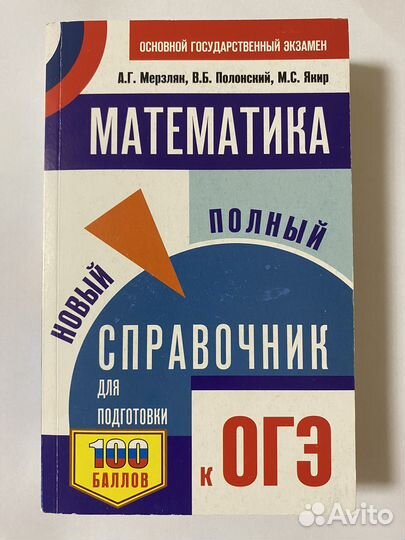 ОСНОВНОЙ ГОСУДАРСТВЕННЫЙ ЭКЗАМЕН
А.Г. Мерзляк, В.Б. Полонский, М.С. Якир
МАТЕМАТИКА
НОВЫЙ
ПОЛНЫЙ
СПРАВОЧНИК
ДЛЯ
ПОДГОТОВКИ
100
БАЛЛОВ
к ОГЭ
Avito